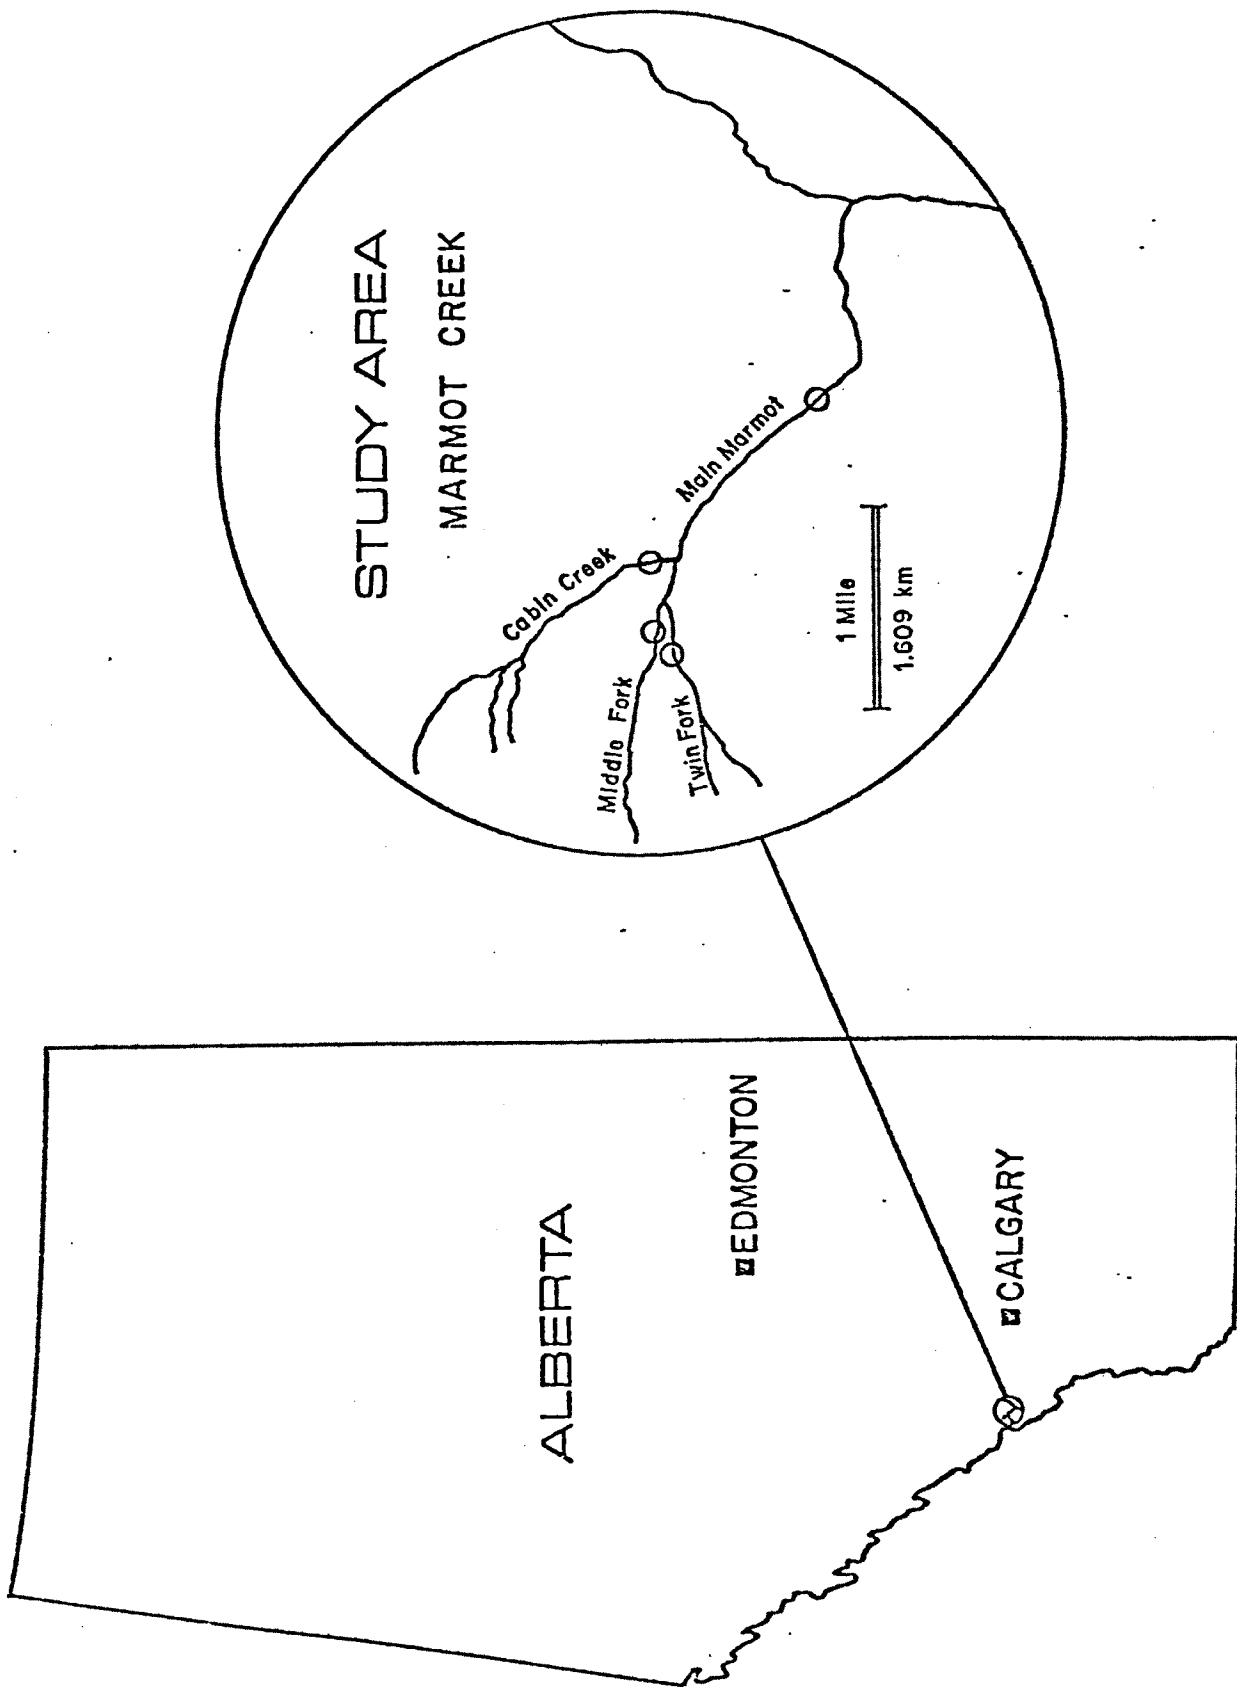 STUDY AREA
MARMOT CREEK
Cabin Creek
Main Marmot
Middle Fork
Twin Fork
1 Mile
1.609 km
ALBERTA
EDMONTON
CALGARY